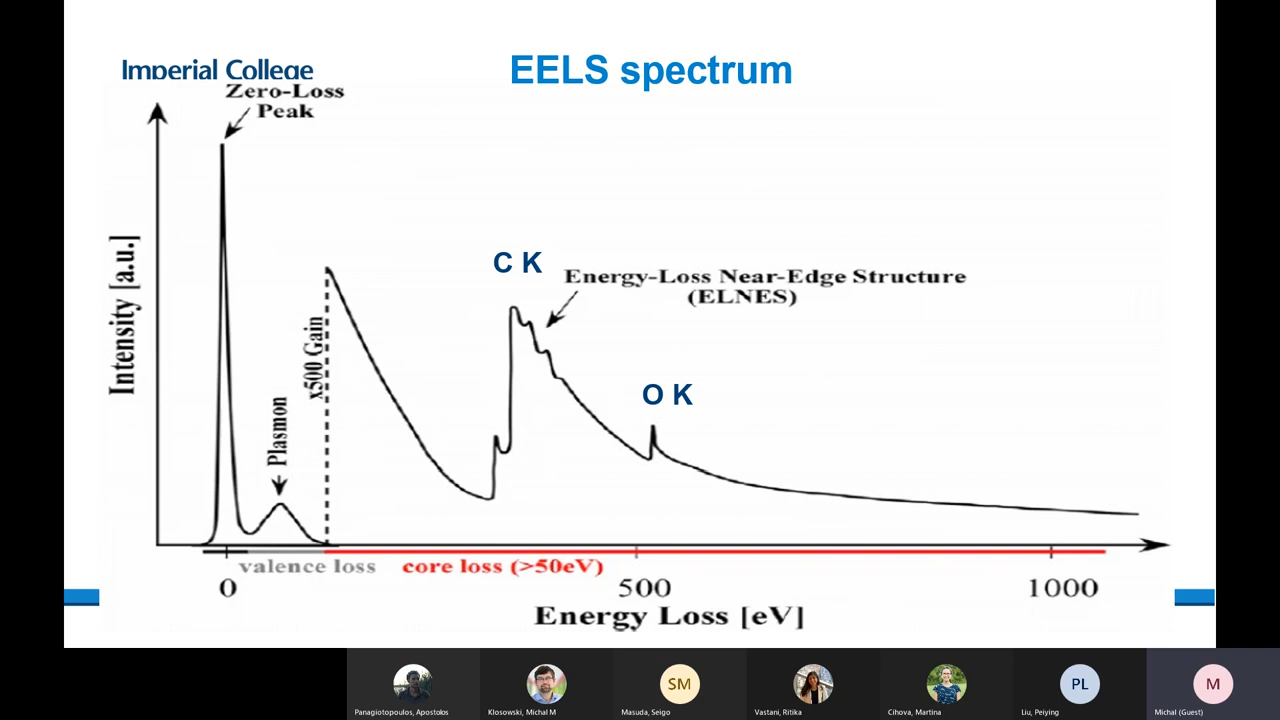 Imperial College
EELS spectrum
Zero-Loss
Peak
C K
Energy-Loss Near-Edge Structure
(ELNES)
Intensity [a.u.]
x500 Gain
Plasmon
O K
valence loss
core loss (>50eV)
0
500
1000
Energy Loss [eV]
SM
PL
M
Panagiotopoulos, Apostolos
Klosowski, Michal M
Masuda, Seigo
Vastani, Ritika
Cihova, Martina
Liu, Peiying
Michal (Guest)